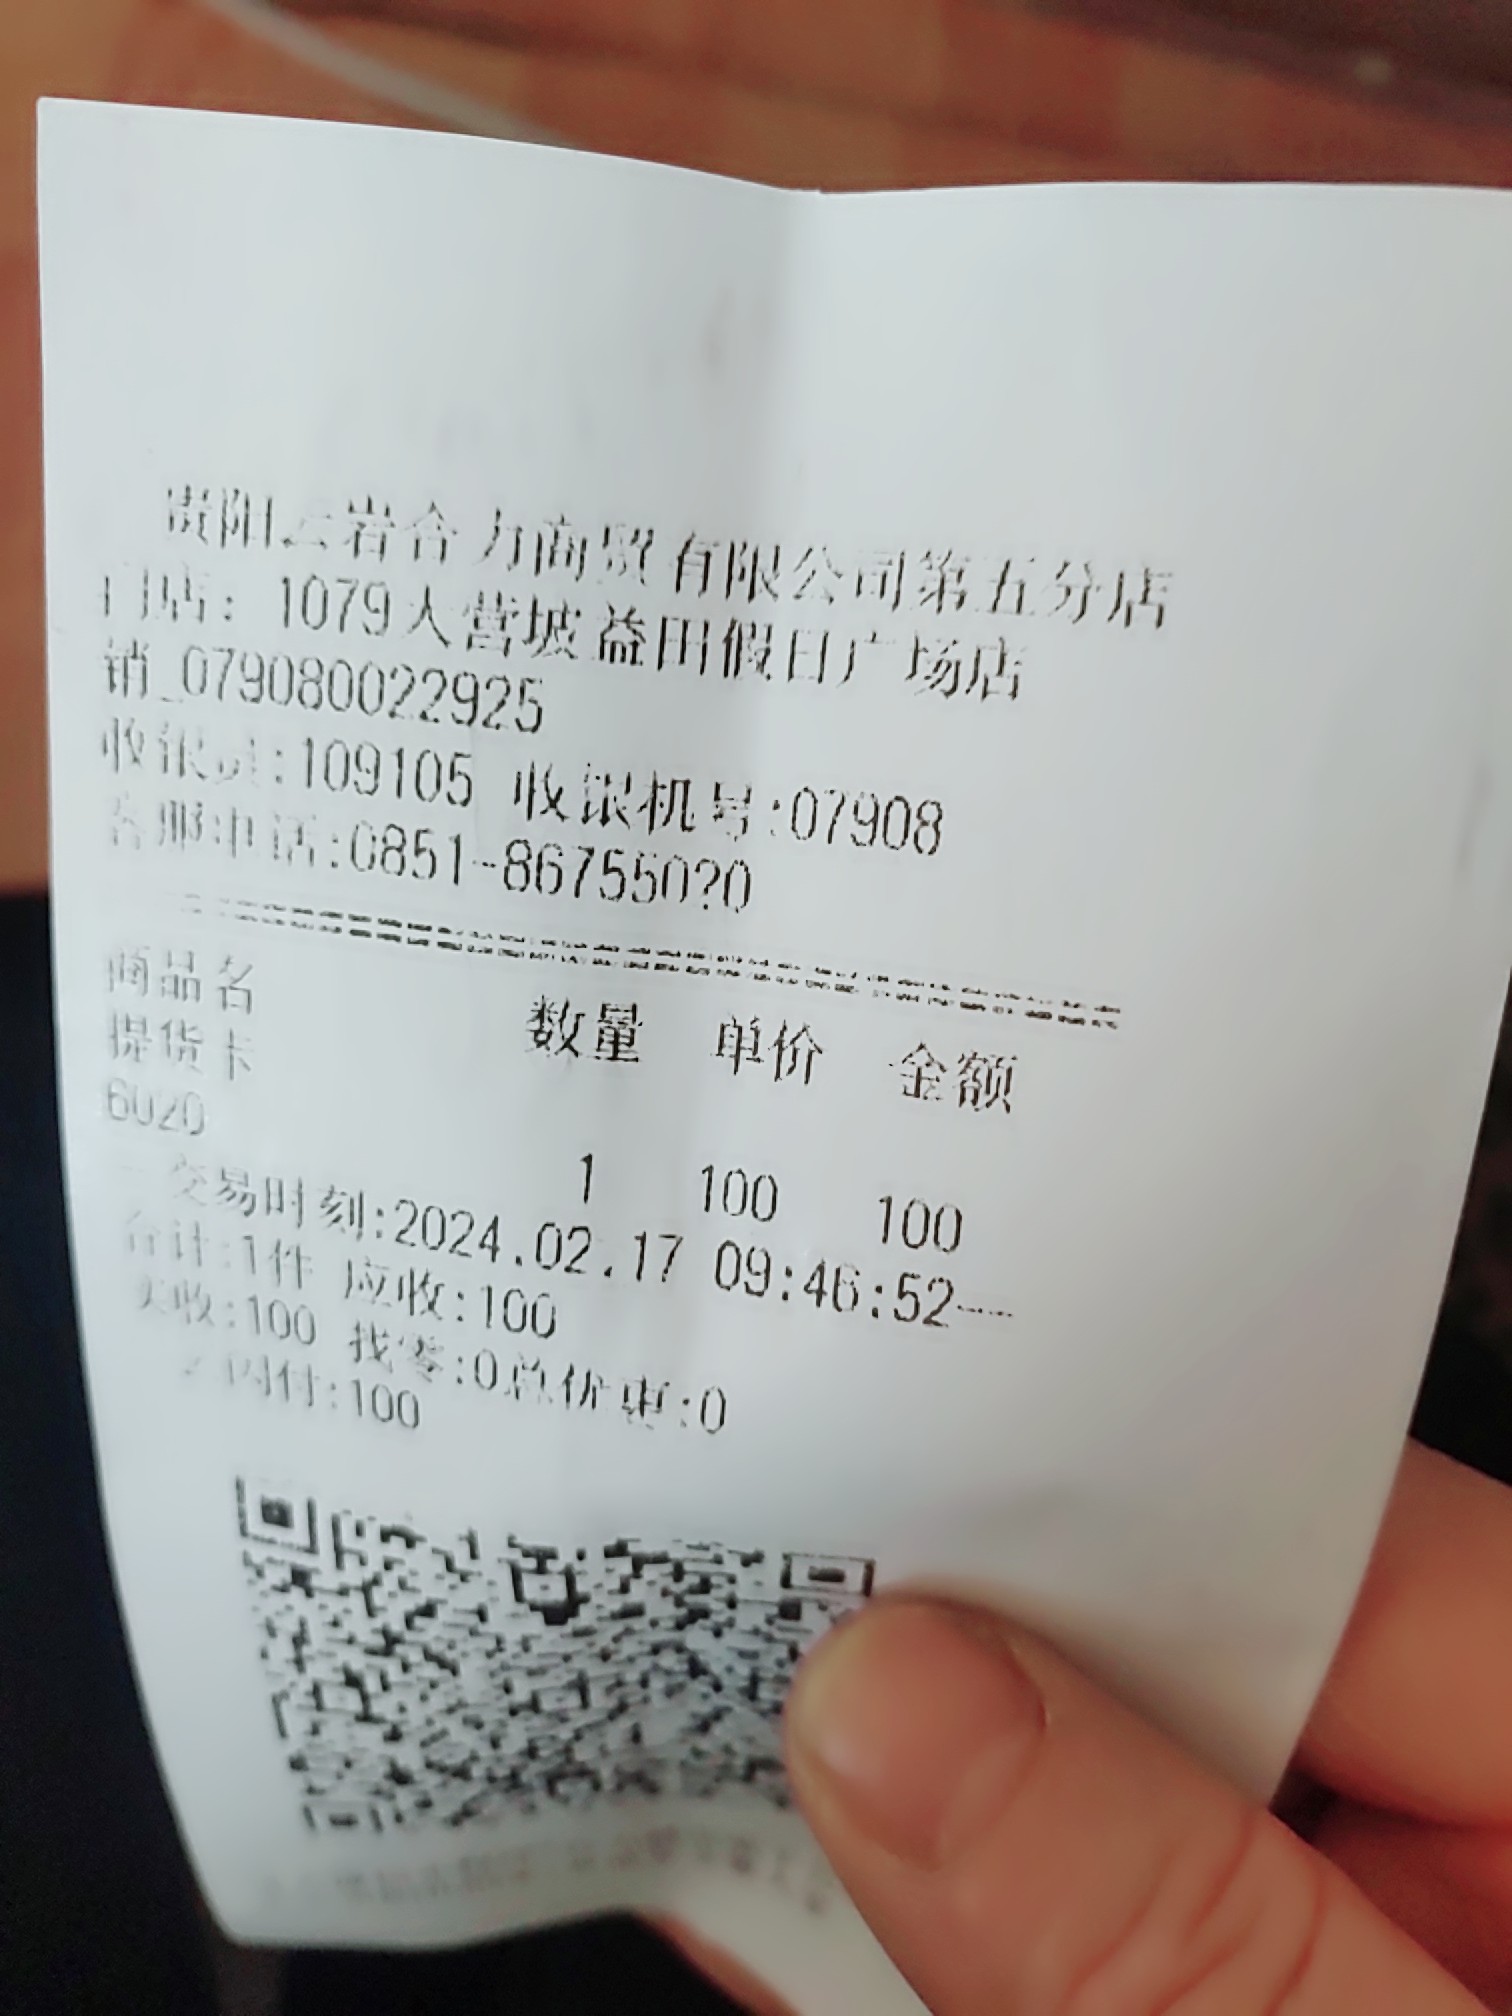 贵阳云岩合力商贸有限公司第五分店
门店：1079大营坡益田假日广场店
销_079080022925
收银员:109105 收银机号:07908
客服电话:0851-867550?0
商品名 数量 单价 金额
提货卡
6020
1 100 100
交易时刻:2024.02.17 09:46:52
合计:1件 应收:100
实收:100 找零:0总优惠:0
闪付:100